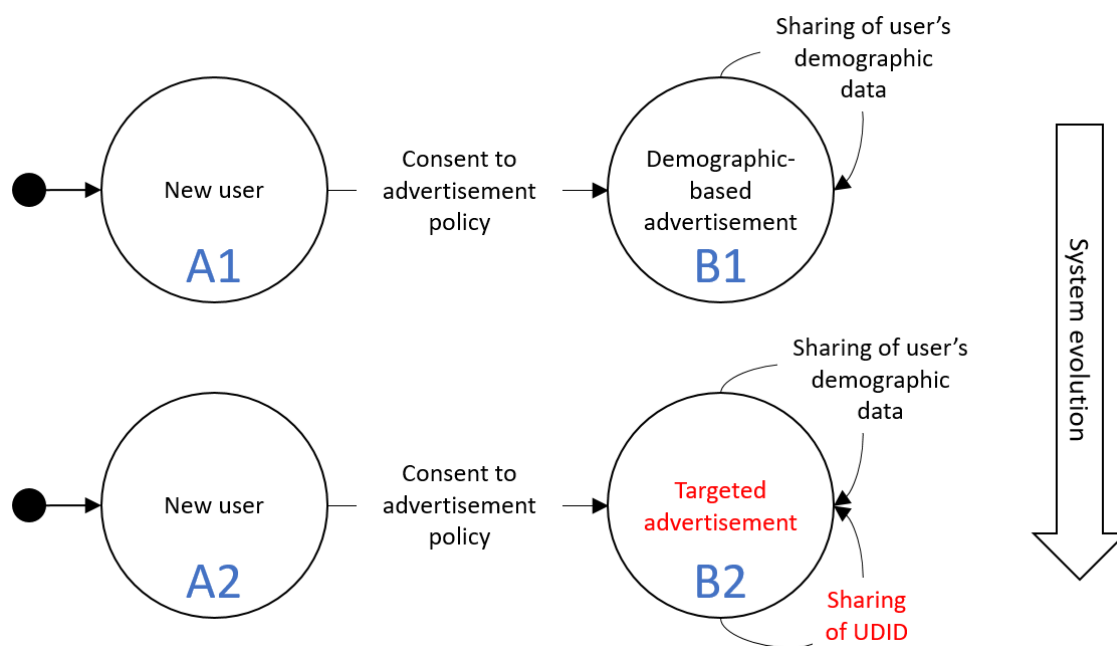 Sharing of user’s
demographic
data
New user
Consent to
advertisement
policy
Demographic-
based
advertisement
A1
B1
System evolution
Sharing of user’s
demographic
data
New user
Consent to
advertisement
policy
Targeted
advertisement
A2
B2
Sharing
of UDID